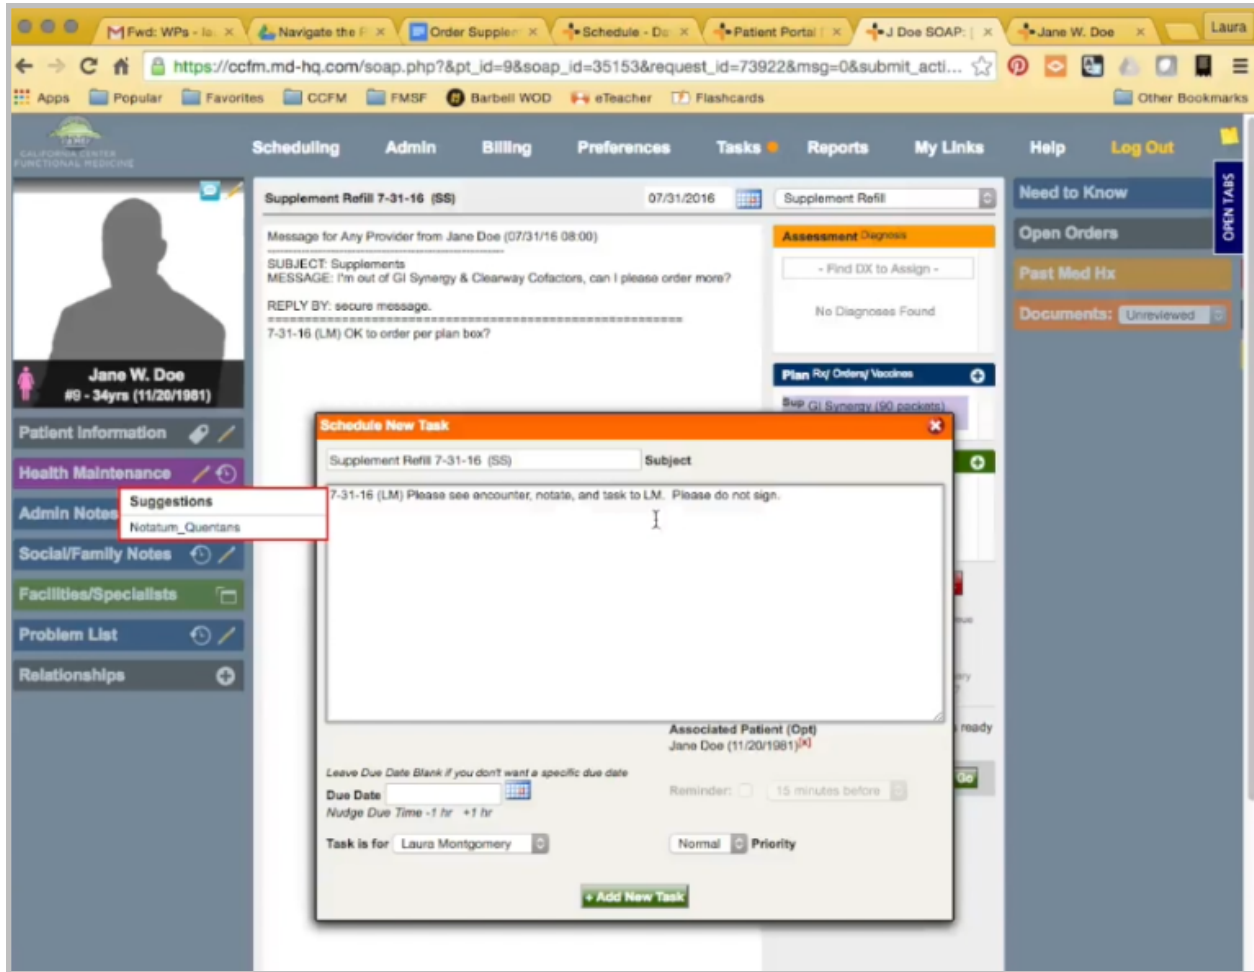 Fwd: WPs - la
Navigate the P
Order Supplem
Schedule - Da
Patient Portal |
J Doe SOAP: [
Jane W. Doe
Laura
https://ccfm.md-hq.com/soap.php?&pt_id=9&soap_id=35153&request_id=73922&msg=0&submit_acti...
Apps Popular Favorites CCFM FMSF Barbell WOD eTeacher Flashcards Other Bookmarks
CALIFORNIA CENTER
FUNCTIONAL MEDICINE
Scheduling Admin Billing Preferences Tasks Reports My Links Help Log Out
OPEN TABS
Supplement Refill 7-31-16 (SS) 07/31/2016 Supplement Refill
Message for Any Provider from Jane Doe (07/31/16 08:00)
--------------------------------------------------
SUBJECT: Supplements
MESSAGE: I'm out of GI Synergy & Clearway Cofactors, can I please order more?
REPLY BY: secure message.
==================================================
7-31-16 (LM) OK to order per plan box?
Assessment Diagnosis
- Find DX to Assign -
No Diagnoses Found
Plan Rx/ Orders/ Vaccines
Sup GI Synergy (90 packets)
Need to Know
Open Orders
Past Med Hx
Documents: Unreviewed
Jane W. Doe
#9 - 34yrs (11/20/1981)
Patient Information
Health Maintenance
Admin Notes
Social/Family Notes
Facilities/Specialists
Problem List
Relationships
Suggestions
Notatum_Quentans
Schedule New Task
Supplement Refill 7-31-16 (SS) Subject
7-31-16 (LM) Please see encounter, notate, and task to LM. Please do not sign.
Associated Patient (Opt)
Jane Doe (11/20/1981)[x]
Leave Due Date Blank if you don't want a specific due date
Due Date
Nudge Due Time -1 hr +1 hr
Reminder: 15 minutes before
Task is for Laura Montgomery
Normal Priority
+ Add New Task
ready
Go